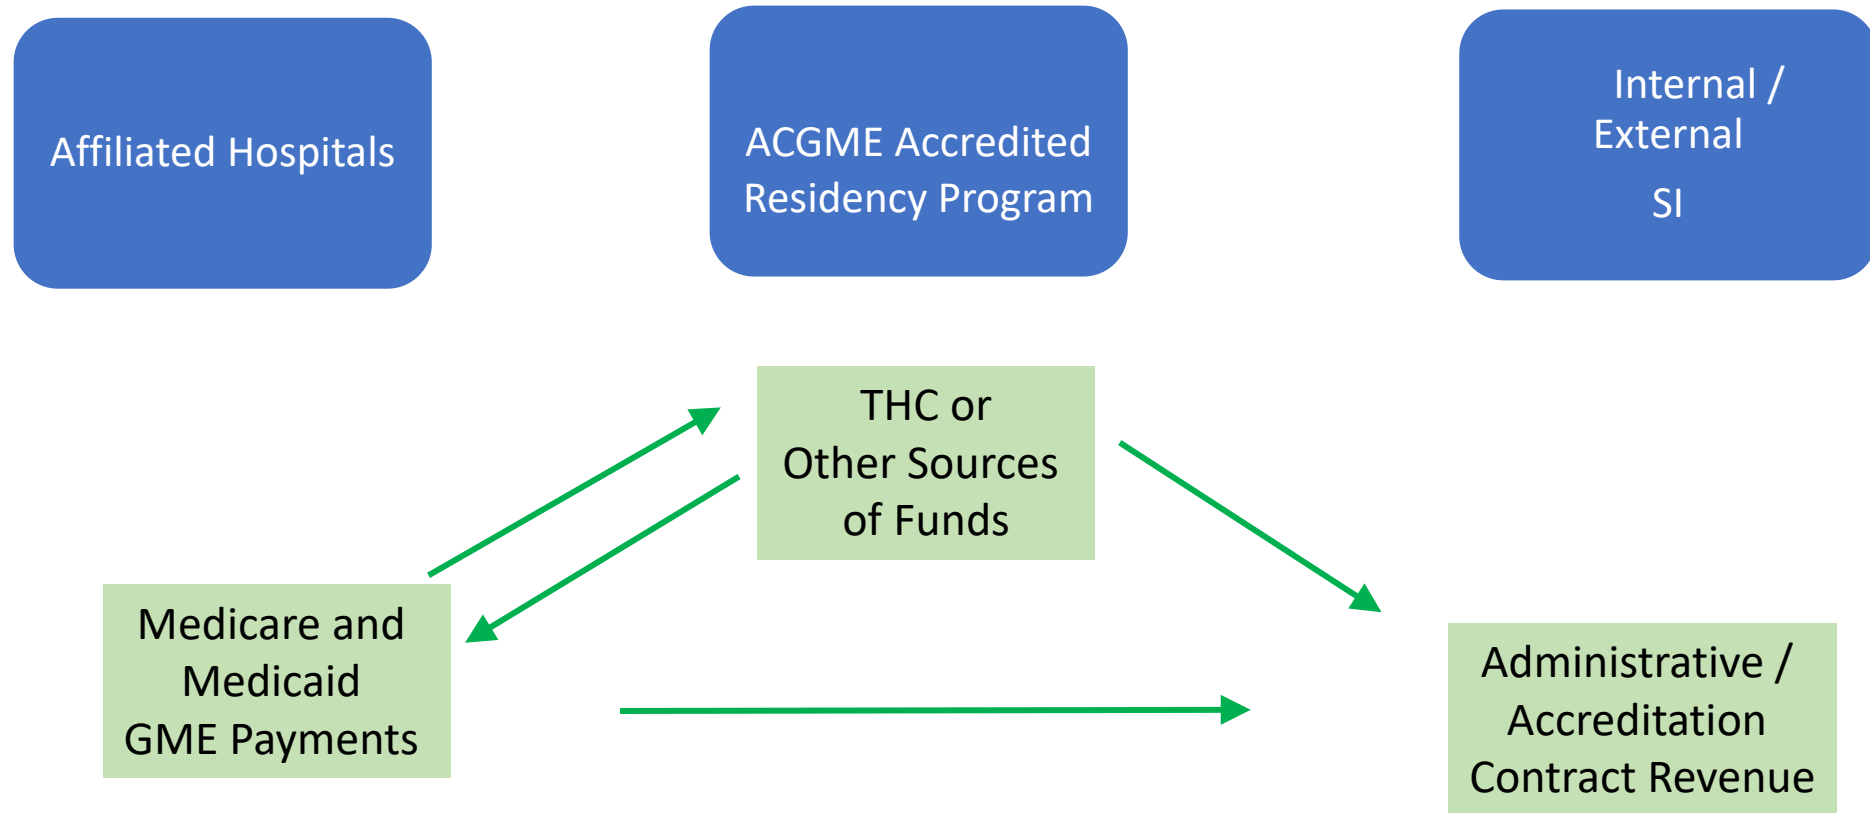 Affiliated Hospitals
ACGME Accredited
Residency Program
Internal /
External
SI
THC or
Other Sources
of Funds
Medicare and
Medicaid
GME Payments
Administrative /
Accreditation
Contract Revenue